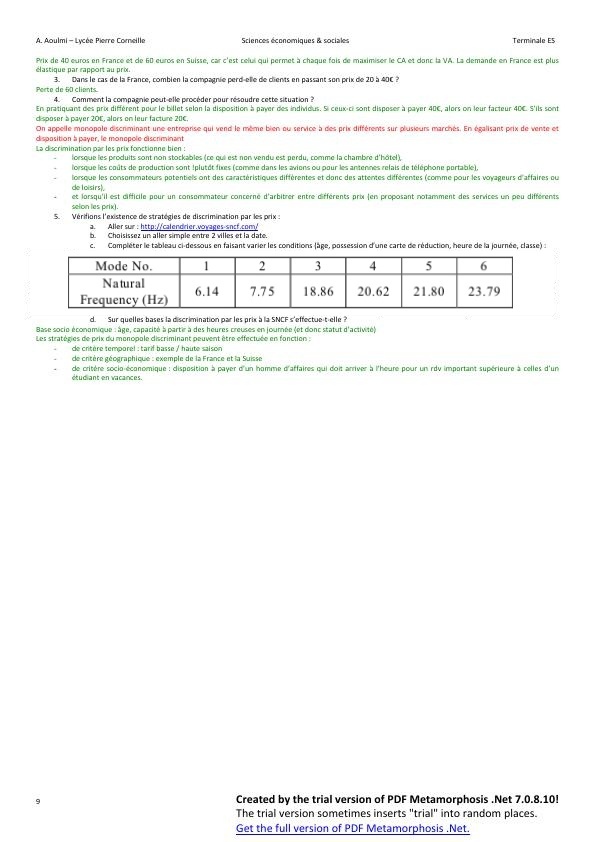 A. Aoulmi – Lycée Pierre Corneille Sciences économiques & sociales Terminale ES
Prix de 40 euros en France et de 60 euros en Suisse, car c'est celui qui permet à chaque fois de maximiser le CA et donc la VA. La demande en France est plus
élastique par rapport au prix.
3. Dans le cas de la France, combien la compagnie perd-elle de clients en passant son prix de 20 à 40€ ?
Perte de 60 clients.
4. Comment la compagnie peut-elle procéder pour résoudre cette situation ?
En pratiquant des prix différent pour le billet selon la disposition à payer des individus. Si ceux-ci sont disposer à payer 40€, alors on leur facteur 40€. S'ils sont
disposer à payer 20€, alors on leur facture 20€.
On appelle monopole discriminant une entreprise qui vend le même bien ou service à des prix différents sur plusieurs marchés. En égalisant prix de vente et
disposition à payer, le monopole discriminant
La discrimination par les prix fonctionne bien :
- lorsque les produits sont non stockables (ce qui est non vendu est perdu, comme la chambre d'hôtel),
- lorsque les coûts de production sont !plutôt fixes (comme dans les avions ou pour les antennes relais de téléphone portable),
- lorsque les consommateurs potentiels ont des caractéristiques différentes et donc des attentes différentes (comme pour les voyageurs d'affaires ou
de loisirs),
- et lorsqu'il est difficile pour un consommateur concerné d'arbitrer entre différents prix (en proposant notamment des services un peu différents
selon les prix).
5. Vérifions l'existence de stratégies de discrimination par les prix :
a. Aller sur : http://calendrier.voyages-sncf.com/
b. Choisissez un aller simple entre 2 villes et la date.
c. Compléter le tableau ci-dessous en faisant varier les conditions (âge, possession d'une carte de réduction, heure de la journée, classe) :
Mode No. 1 2 3 4 5 6
Natural
Frequency (Hz) 6.14 7.75 18.86 20.62 21.80 23.79
d. Sur quelles bases la discrimination par les prix à la SNCF s'effectue-t-elle ?
Base socio économique : âge, capacité à partir à des heures creuses en journée (et donc statut d'activité)
Les stratégies de prix du monopole discriminant peuvent être effectuée en fonction :
- de critère temporel : tarif basse / haute saison
- de critère géographique : exemple de la France et la Suisse
- de critère socio-économique : disposition à payer d'un homme d'affaires qui doit arriver à l'heure pour un rdv important supérieure à celles d'un
étudiant en vacances.
9
Created by the trial version of PDF Metamorphosis .Net 7.0.8.10!
The trial version sometimes inserts "trial" into random places.
Get the full version of PDF Metamorphosis .Net.